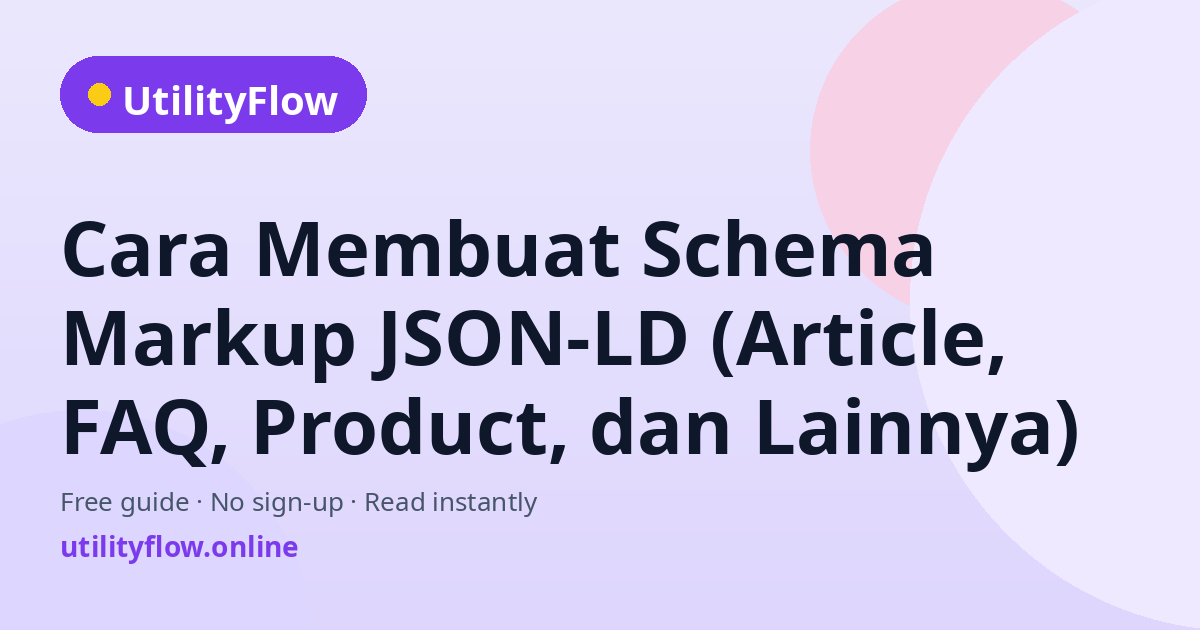 UtilityFlow
Cara Membuat Schema
Markup JSON-LD (Article,
FAQ, Product, dan Lainnya)
Free guide · No sign-up · Read instantly
utilityflow.online